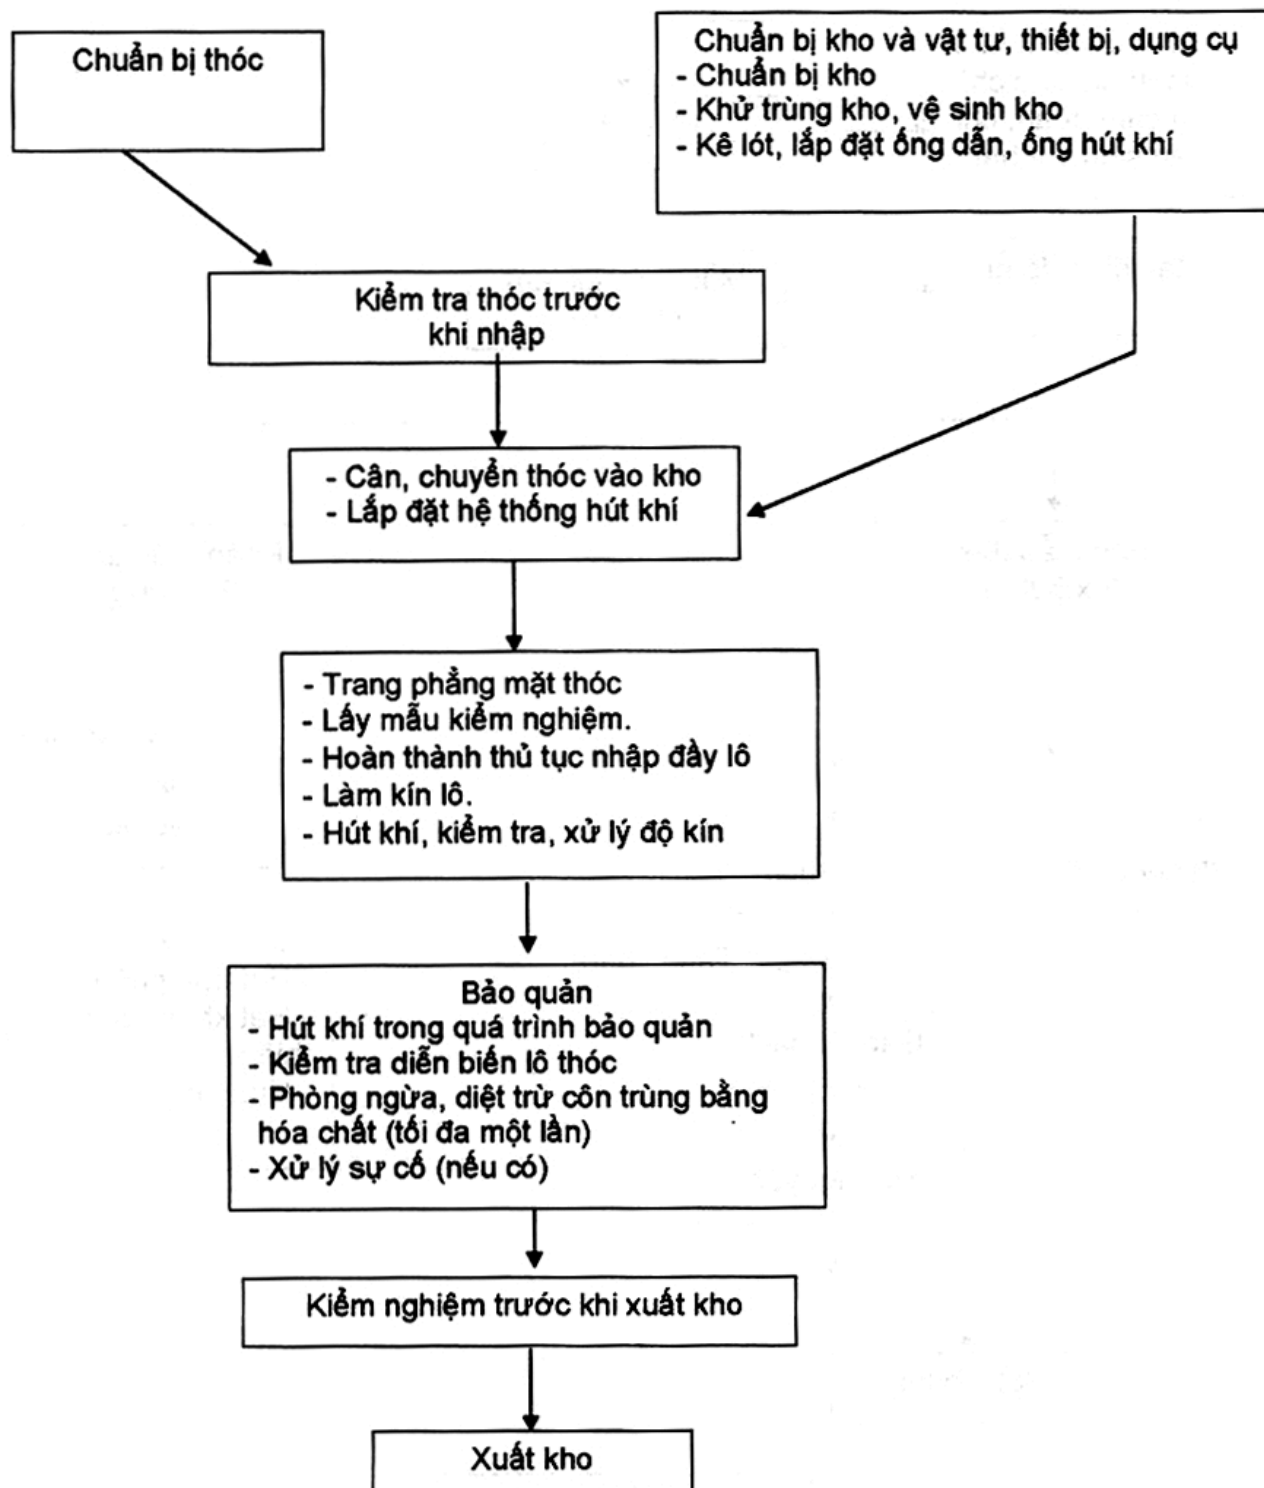 Chuẩn bị thóc
Chuẩn bị kho và vật tư, thiết bị, dụng cụ
- Chuẩn bị kho
- Khử trùng kho, vệ sinh kho
- Kê lót, lắp đặt ống dẫn, ống hút khí
Kiểm tra thóc trước
khi nhập
- Cân, chuyển thóc vào kho
- Lắp đặt hệ thống hút khí
- Trang phẳng mặt thóc
- Lấy mẫu kiểm nghiệm.
- Hoàn thành thủ tục nhập đầy lô
- Làm kín lô.
- Hút khí, kiểm tra, xử lý độ kín
Bảo quản
- Hút khí trong quá trình bảo quản
- Kiểm tra diễn biến lô thóc
- Phòng ngừa, diệt trừ côn trùng bằng
hóa chất (tối đa một lần)
- Xử lý sự cố (nếu có)
Kiểm nghiệm trước khi xuất kho
Xuất kho